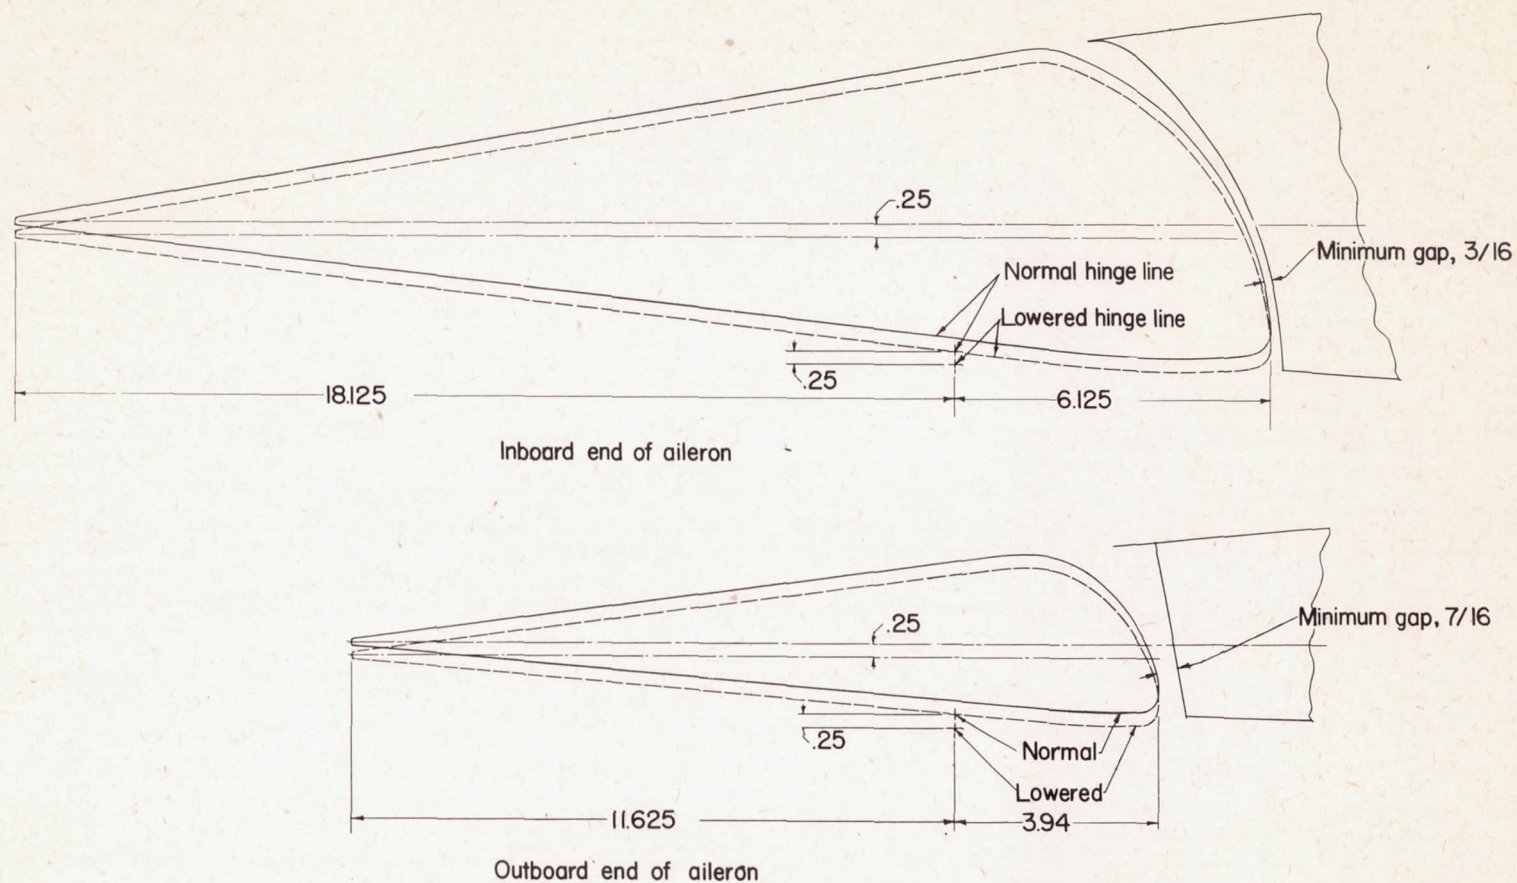 .25
Minimum gap, 3/16
Normal hinge line
Lowered hinge line
.25
18.125
6.125
Inboard end of aileron
.25
Minimum gap, 7/16
.25
Normal
Lowered
11.625
3.94
Outboard end of aileron